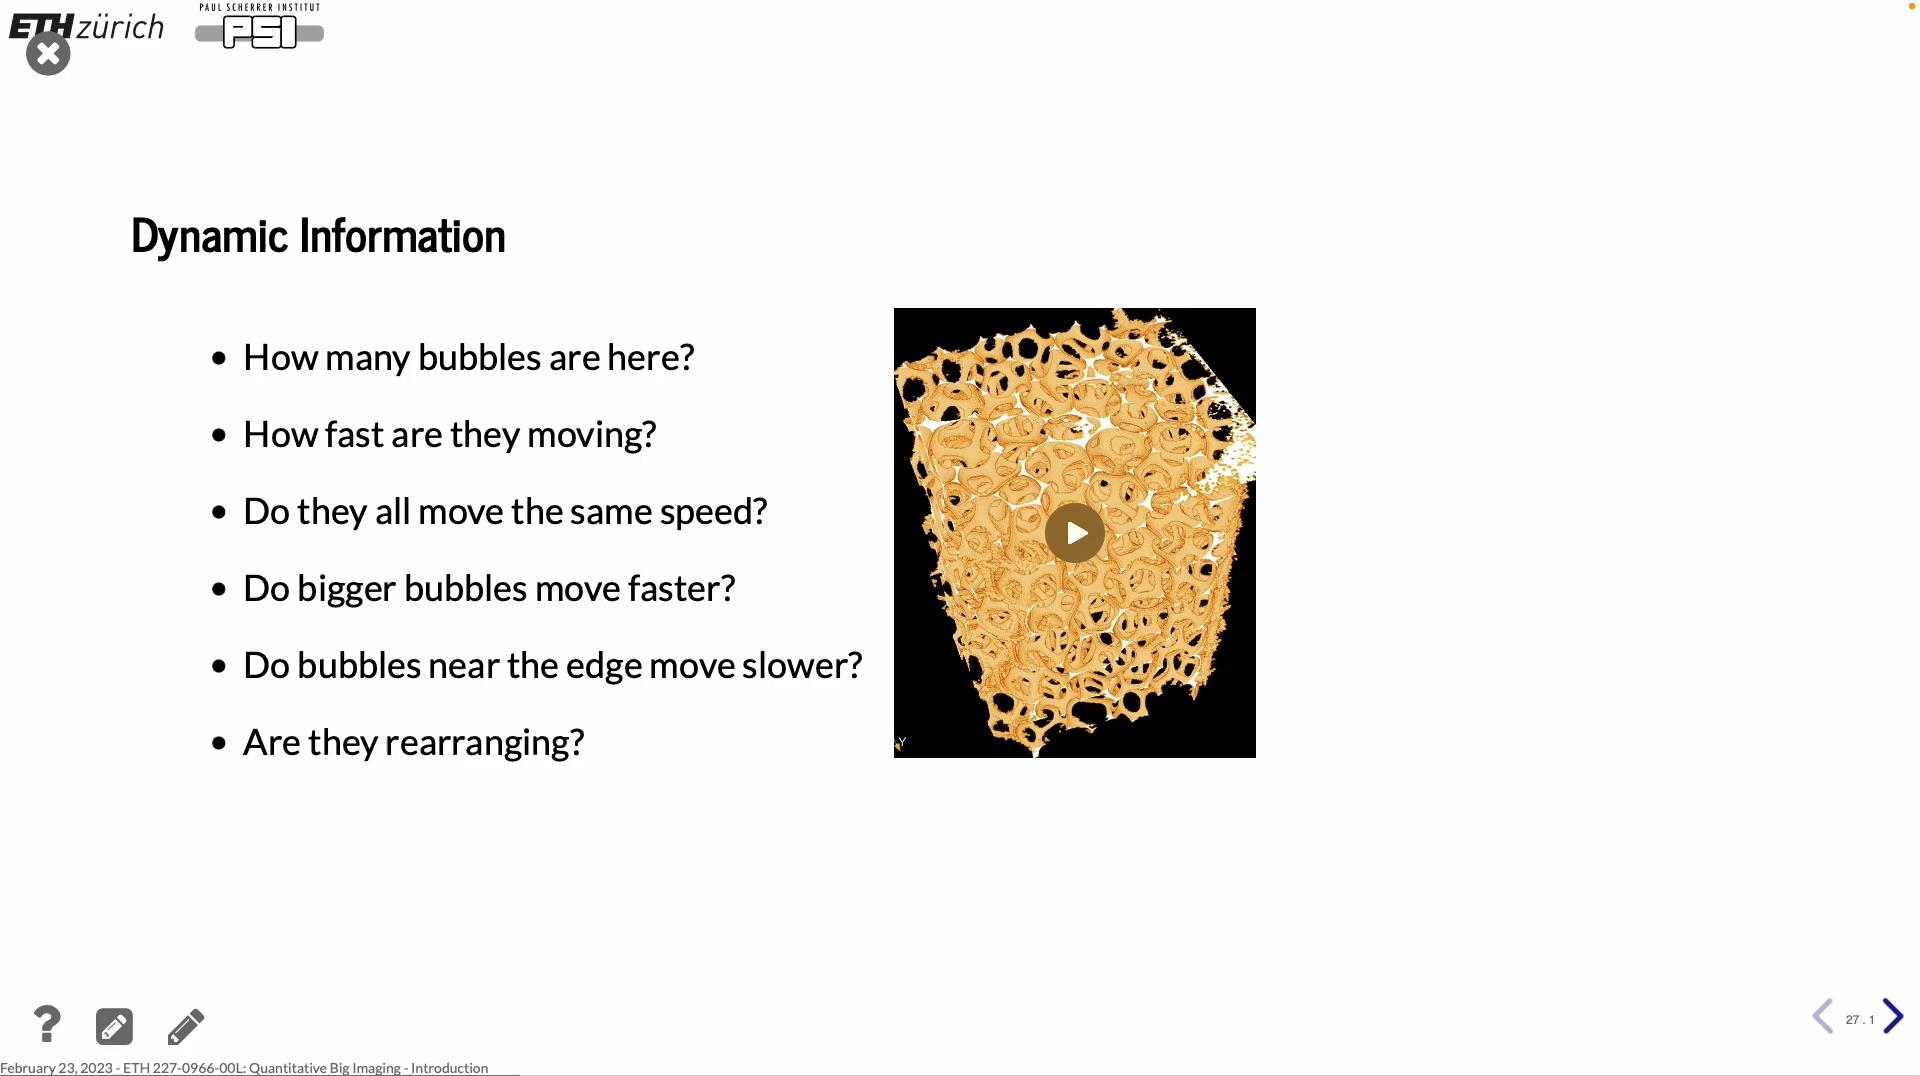 ETH zürich
PAUL SCHERRER INSTITUT
PSI
Dynamic Information
How many bubbles are here?
How fast are they moving?
Do they all move the same speed?
Do bigger bubbles move faster?
Do bubbles near the edge move slower?
Are they rearranging?
Y
27 . 1
February 23, 2023 - ETH 227-0966-00L: Quantitative Big Imaging - Introduction